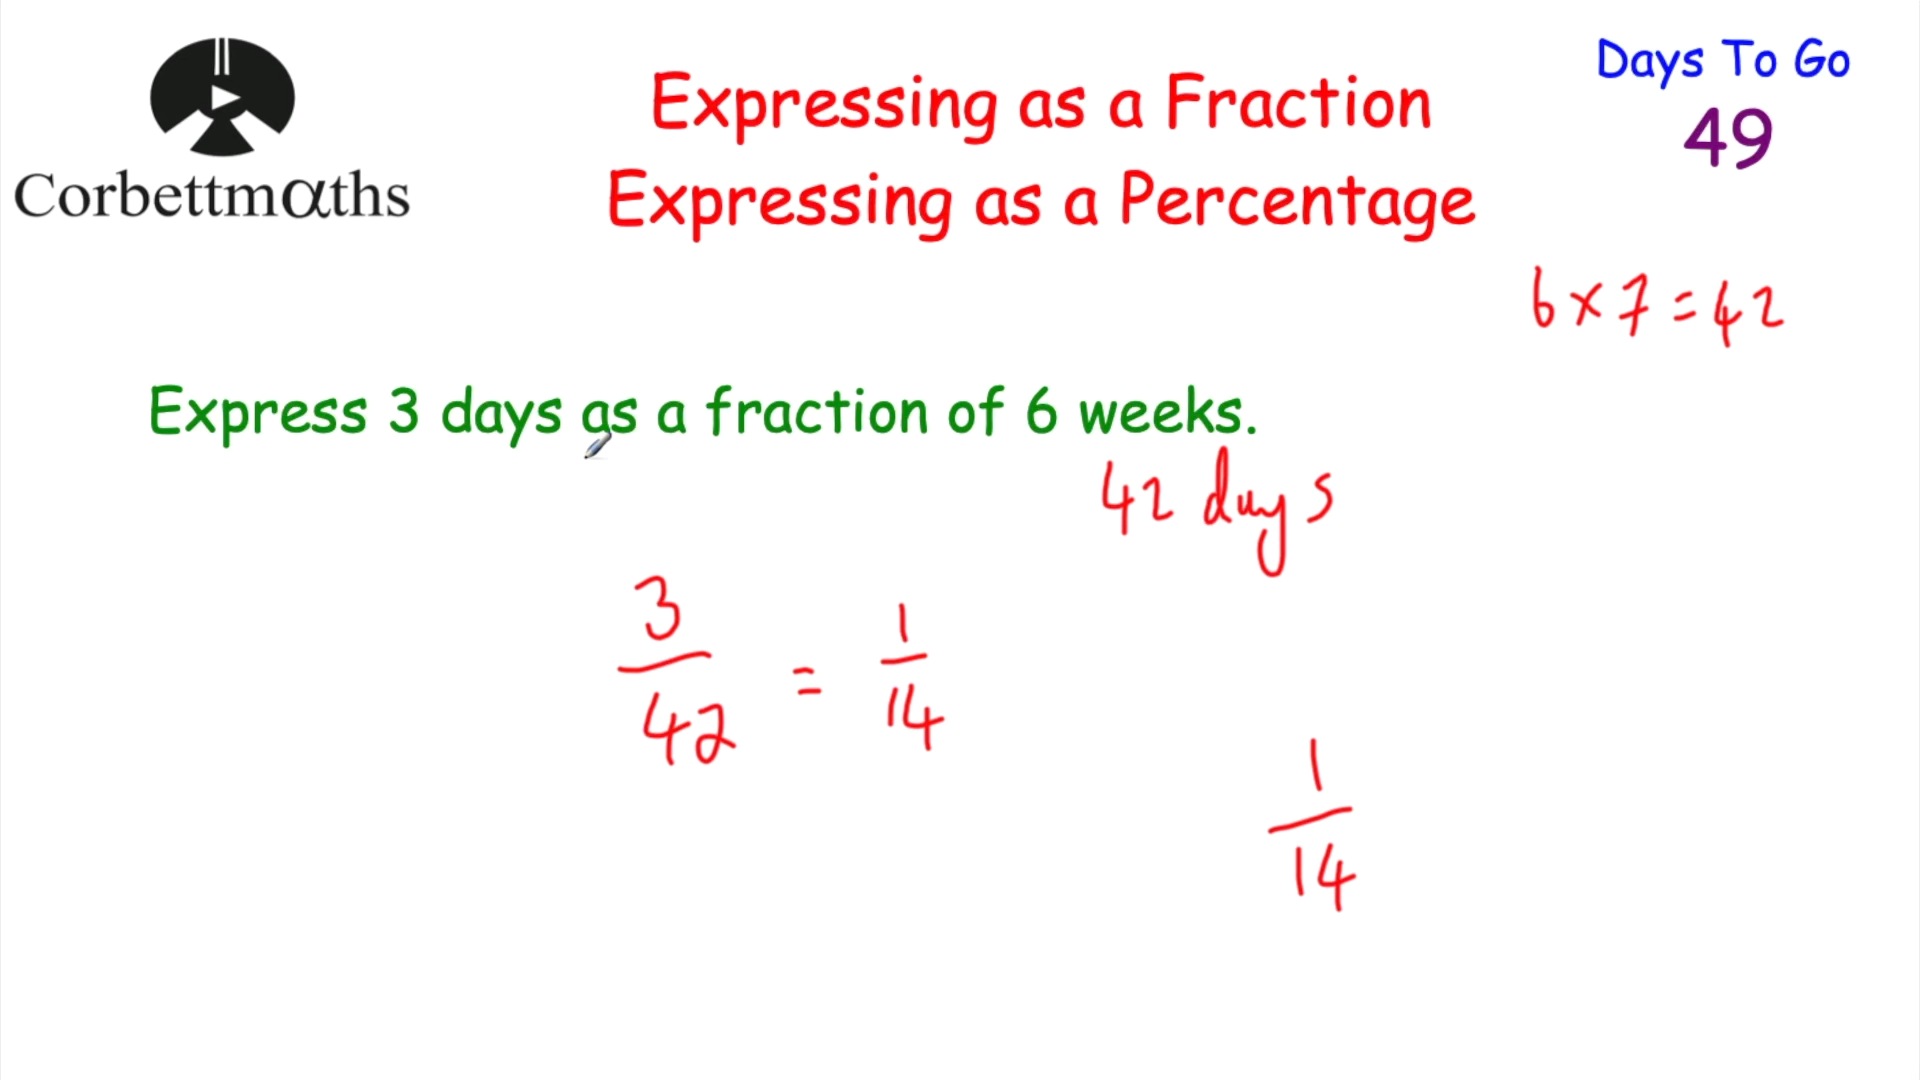 Corbettmαths
Expressing as a Fraction
Expressing as a Percentage
Days To Go
49
6 x 7 = 42
Express 3 days as a fraction of 6 weeks.
42 days
3/42 = 1/14
1/14